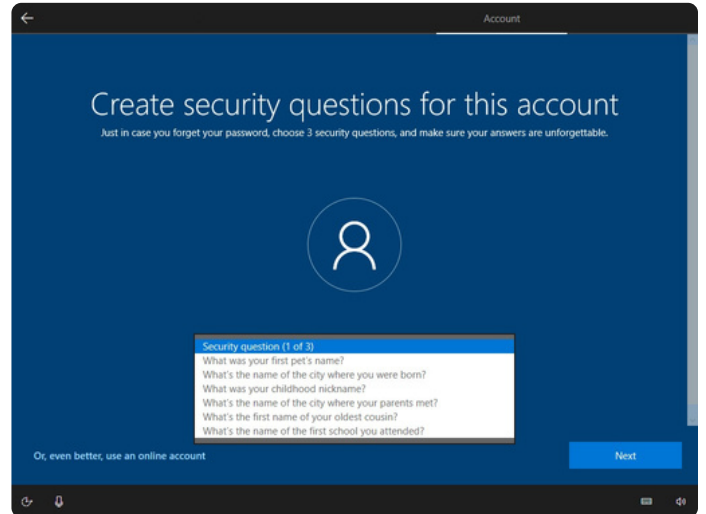 Account
Create security questions for this account
Just in case you forget your password, choose 3 security questions, and make sure your answers are unforgettable.
Security question (1 of 3)
What was your first pet's name?
What's the name of the city where you were born?
What was your childhood nickname?
What's the name of the city where your parents met?
What's the first name of your oldest cousin?
What's the name of the first school you attended?
Or, even better, use an online account
Next